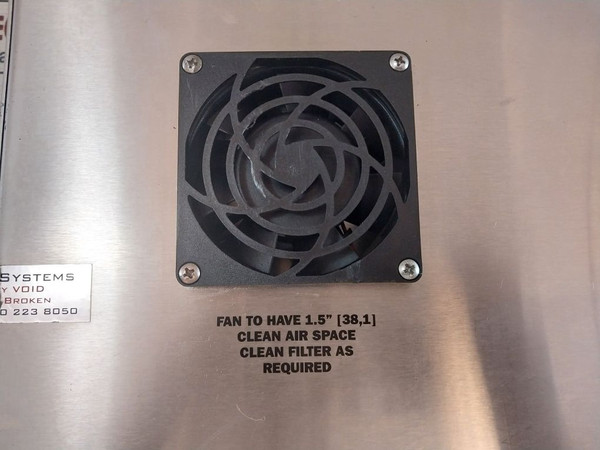 SYSTEMS
Y VOID
BROKEN
0 223 8050
FAN TO HAVE 1.5" [38,1]
CLEAN AIR SPACE
CLEAN FILTER AS
REQUIRED